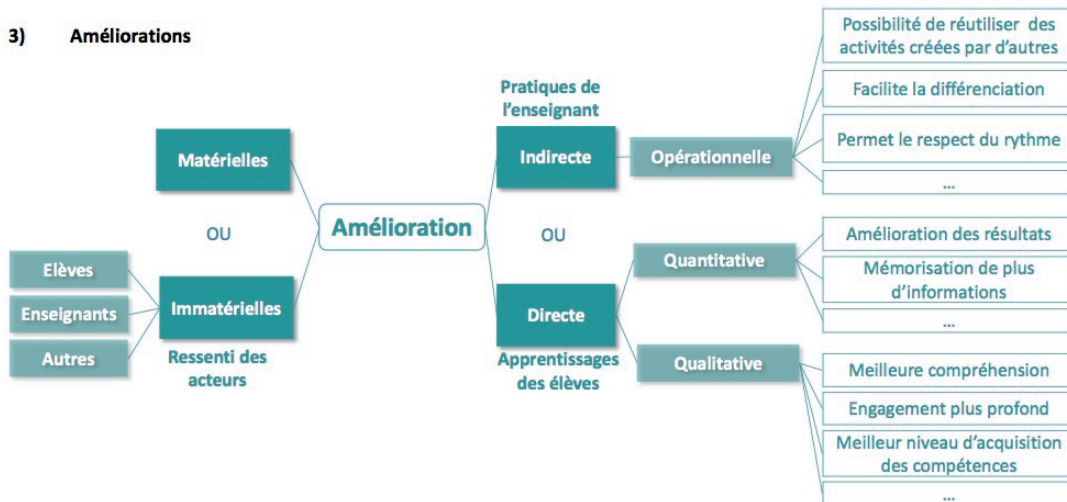 3) Améliorations
Matérielles
OU
Elèves
Enseignants
Autres
Immatérielles
Ressenti des
acteurs
Amélioration
Pratiques de
l'enseignant
Indirecte
OU
Directe
Apprentissages
des élèves
Opérationnelle
Quantitative
Qualitative
Possibilité de réutiliser des
activités créées par d'autres
Facilite la différenciation
Permet le respect du rythme
...
Amélioration des résultats
Mémorisation de plus
d'informations
...
Meilleure compréhension
Engagement plus profond
Meilleur niveau d'acquisition
des compétences
...